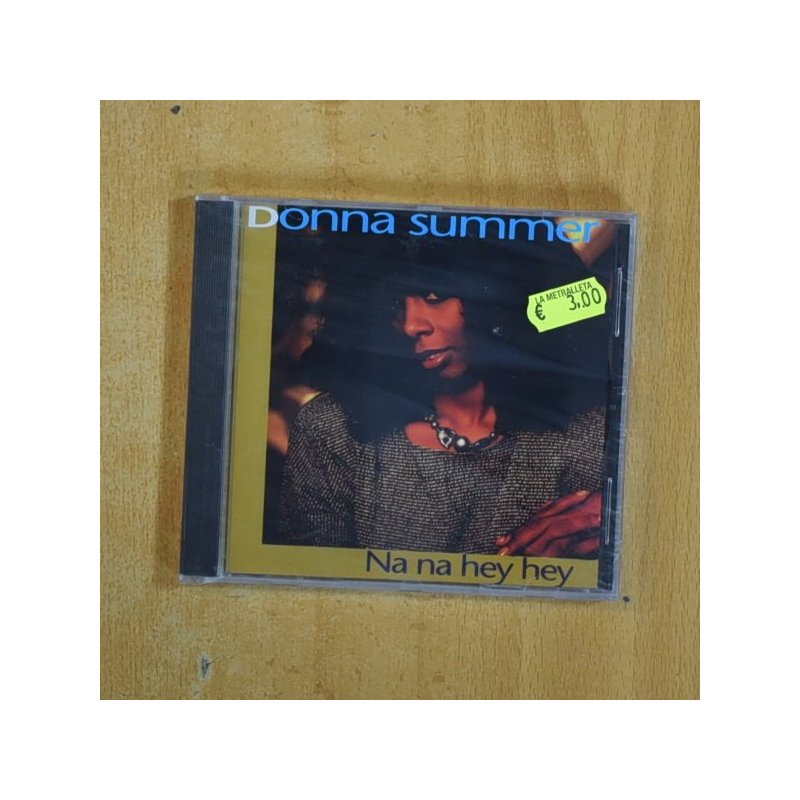 Donna summer
LA METRALLETA
€ 3,00
Na na hey hey